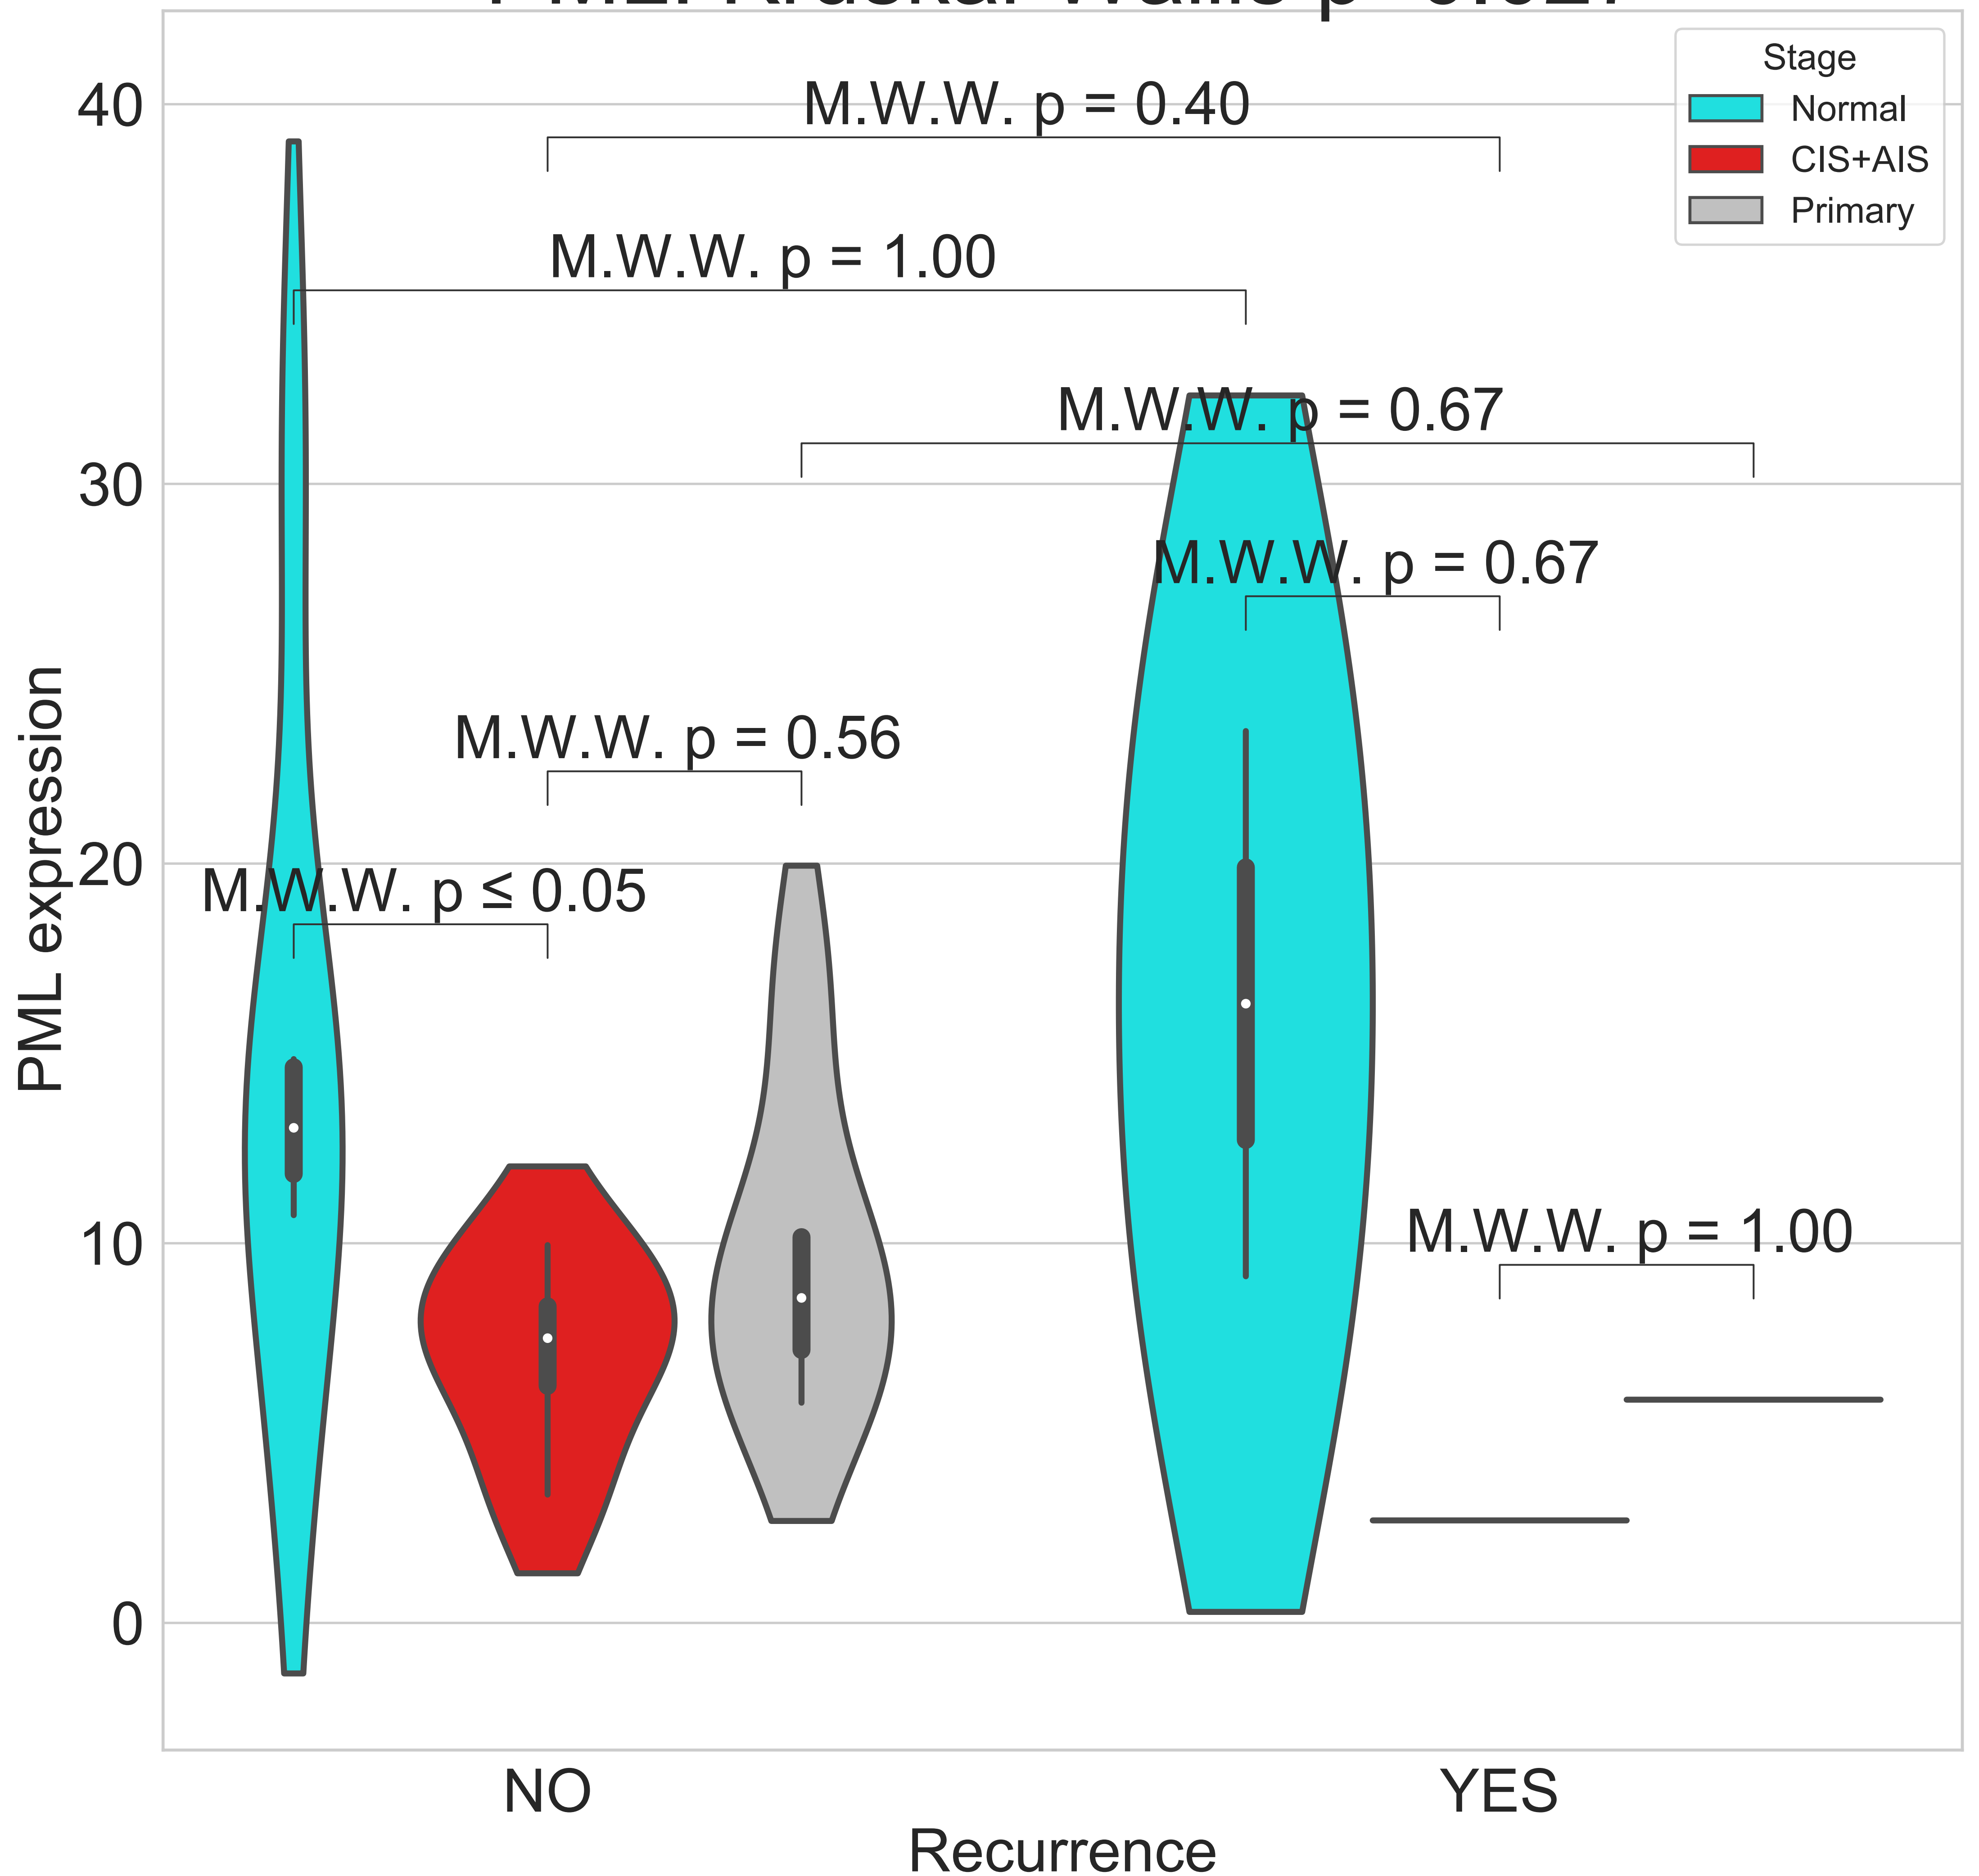 Stage
Normal
CIS+AIS
Primary
M.W.W. p = 0.40
M.W.W. p = 1.00
M.W.W. p = 0.67
M.W.W. p = 0.67
M.W.W. p = 0.56
M.W.W. p ≤ 0.05
M.W.W. p = 1.00
40
30
20
10
0
PML expression
NO
YES
Recurrence